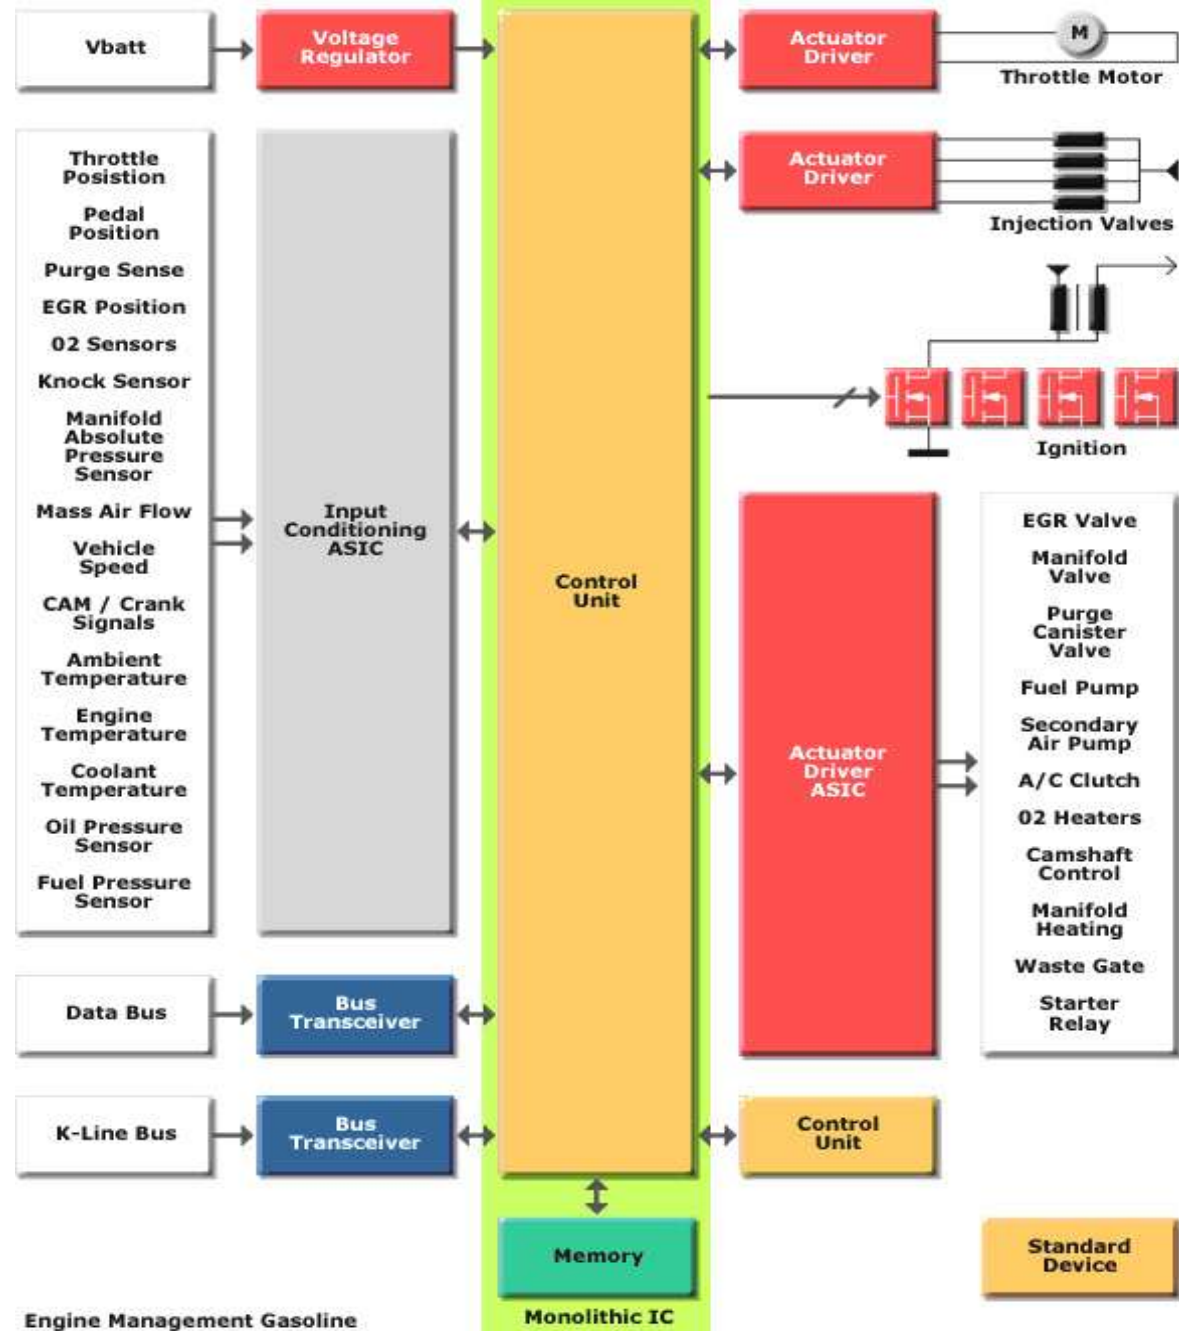 Vbatt
Voltage
Regulator
Actuator
Driver
M
Throttle Motor
Throttle
Posistion
Pedal
Position
Purge Sense
EGR Position
02 Sensors
Knock Sensor
Manifold
Absolute
Pressure
Sensor
Mass Air Flow
Vehicle
Speed
CAM / Crank
Signals
Ambient
Temperature
Engine
Temperature
Coolant
Temperature
Oil Pressure
Sensor
Fuel Pressure
Sensor
Input
Conditioning
ASIC
Control
Unit
Actuator
Driver
Injection Valves
Ignition
Actuator
Driver
ASIC
EGR Valve
Manifold
Valve
Purge
Canister
Valve
Fuel Pump
Secondary
Air Pump
A/C Clutch
02 Heaters
Camshaft
Control
Manifold
Heating
Waste Gate
Starter
Relay
Data Bus
Bus
Transceiver
K-Line Bus
Bus
Transceiver
Control
Unit
Memory
Standard
Device
Engine Management Gasoline
Monolithic IC